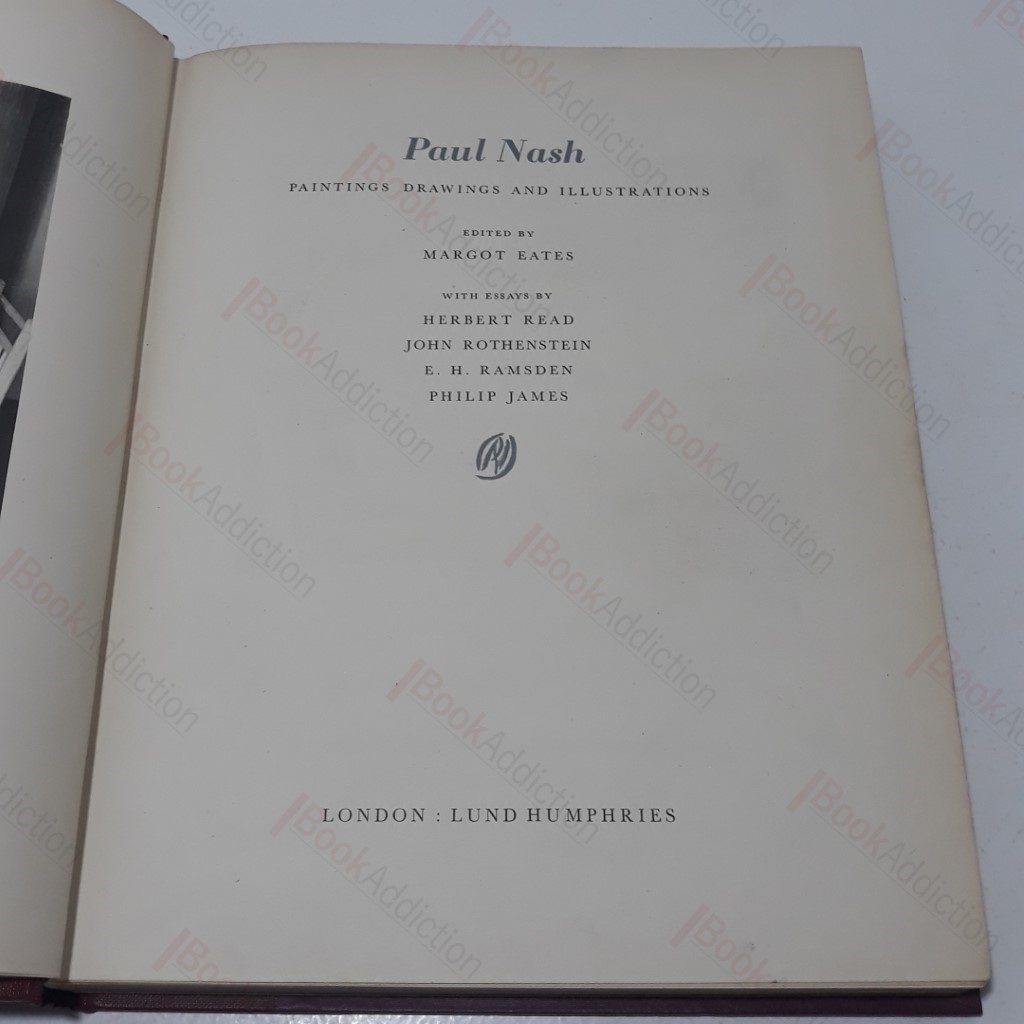 Paul Nash
PAINTINGS DRAWINGS AND ILLUSTRATIONS
EDITED BY
MARGOT EATES
WITH ESSAYS BY
HERBERT READ
JOHN ROTHENSTEIN
E. H. RAMSDEN
PHILIP JAMES
LONDON : LUND HUMPHRIES
BookAddiction